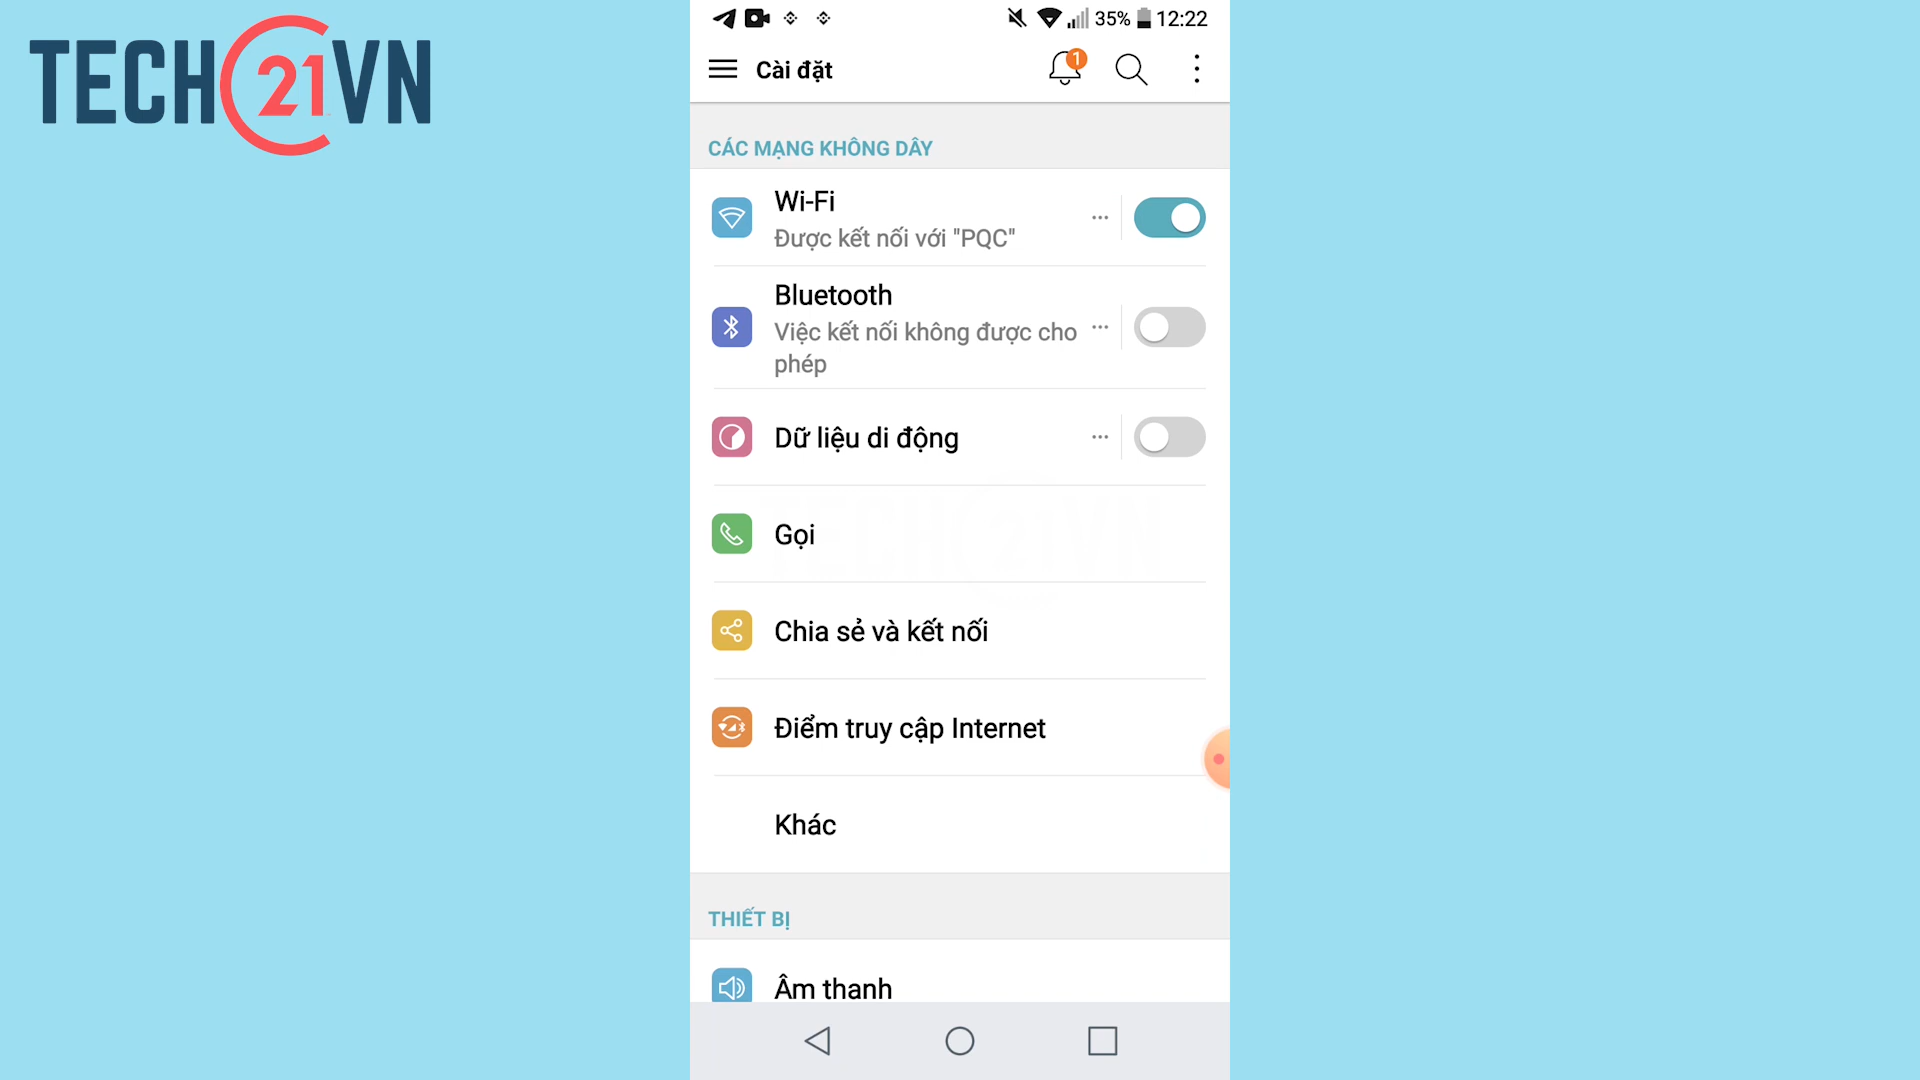 TECH21VN
35% 12:22
Cài đặt
1
CÁC MẠNG KHÔNG DÂY
Wi-Fi
Được kết nối với "PQC"
Bluetooth
Việc kết nối không được cho
phép
Dữ liệu di động
TECH21VN
Gọi
Chia sẻ và kết nối
Điểm truy cập Internet
Khác
THIẾT BỊ
Âm thanh